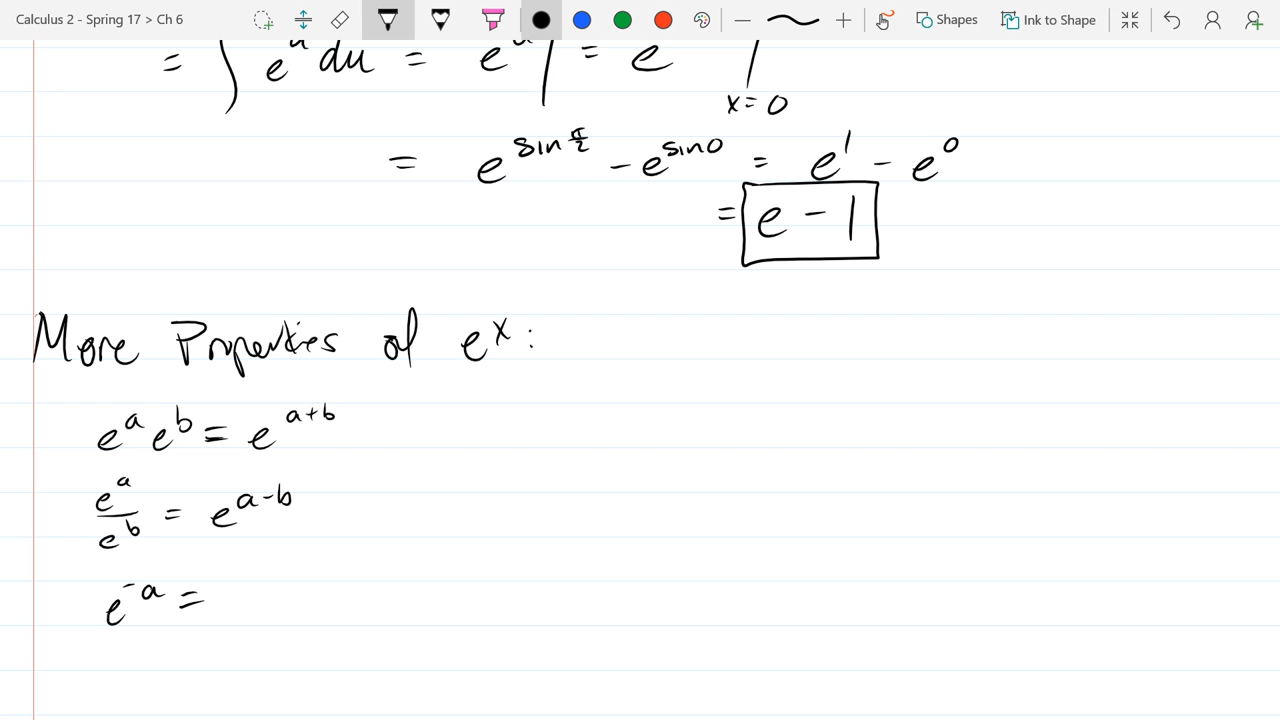 Calculus 2 - Spring 17 > Ch 6 Shapes Ink to Shape
= ∫ e^u du = e^u | = e |
x=0
= e^(sin π/2) - e^(sin 0) = e^1 - e^0
= e - 1
More Properties of e^x:
e^a e^b = e^(a+b)
e^a / e^b = e^(a-b)
e^-a =